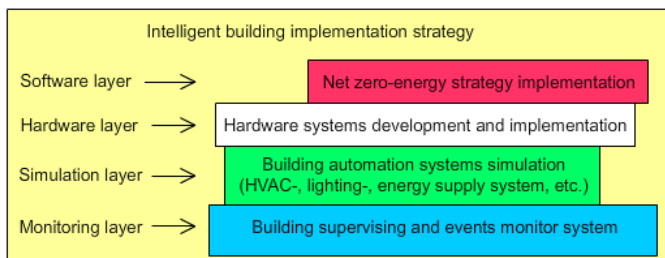 Intelligent building implementation strategy
Software layer
Net zero-energy strategy implementation
Hardware layer
Hardware systems development and implementation
Simulation layer
Building automation systems simulation
(HVAC-, lighting-, energy supply system, etc.)
Monitoring layer
Building supervising and events monitor system